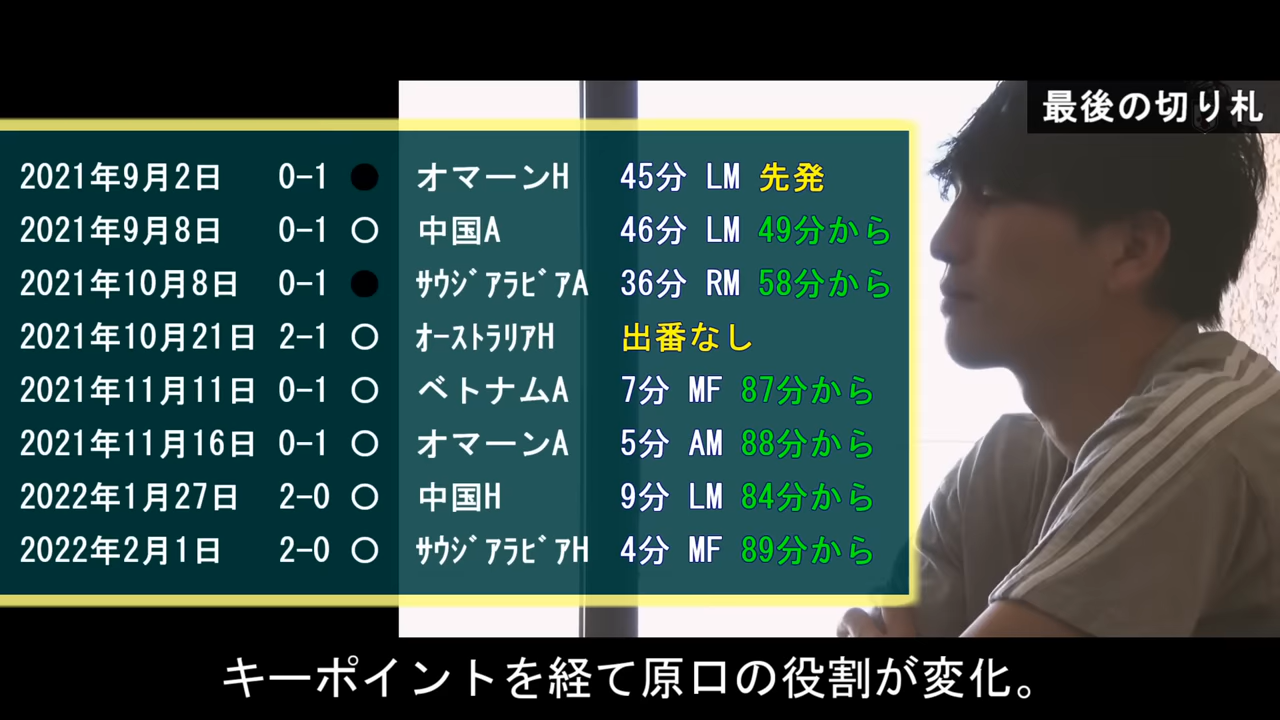 最後の切り札
2021年9月2日 0-1 ● オマーンH 45分 LM 先発
2021年9月8日 0-1 ○ 中国A 46分 LM 49分から
2021年10月8日 0-1 ● ｻｳｼﾞｱﾗﾋﾞｱA 36分 RM 58分から
2021年10月21日 2-1 ○ ｵｰｽﾄﾗﾘｱH 出番なし
2021年11月11日 0-1 ○ ベトナムA 7分 MF 87分から
2021年11月16日 0-1 ○ オマーンA 5分 AM 88分から
2022年1月27日 2-0 ○ 中国H 9分 LM 84分から
2022年2月1日 2-0 ○ ｻｳｼﾞｱﾗﾋﾞｱH 4分 MF 89分から
キーポイントを経て原口の役割が変化。